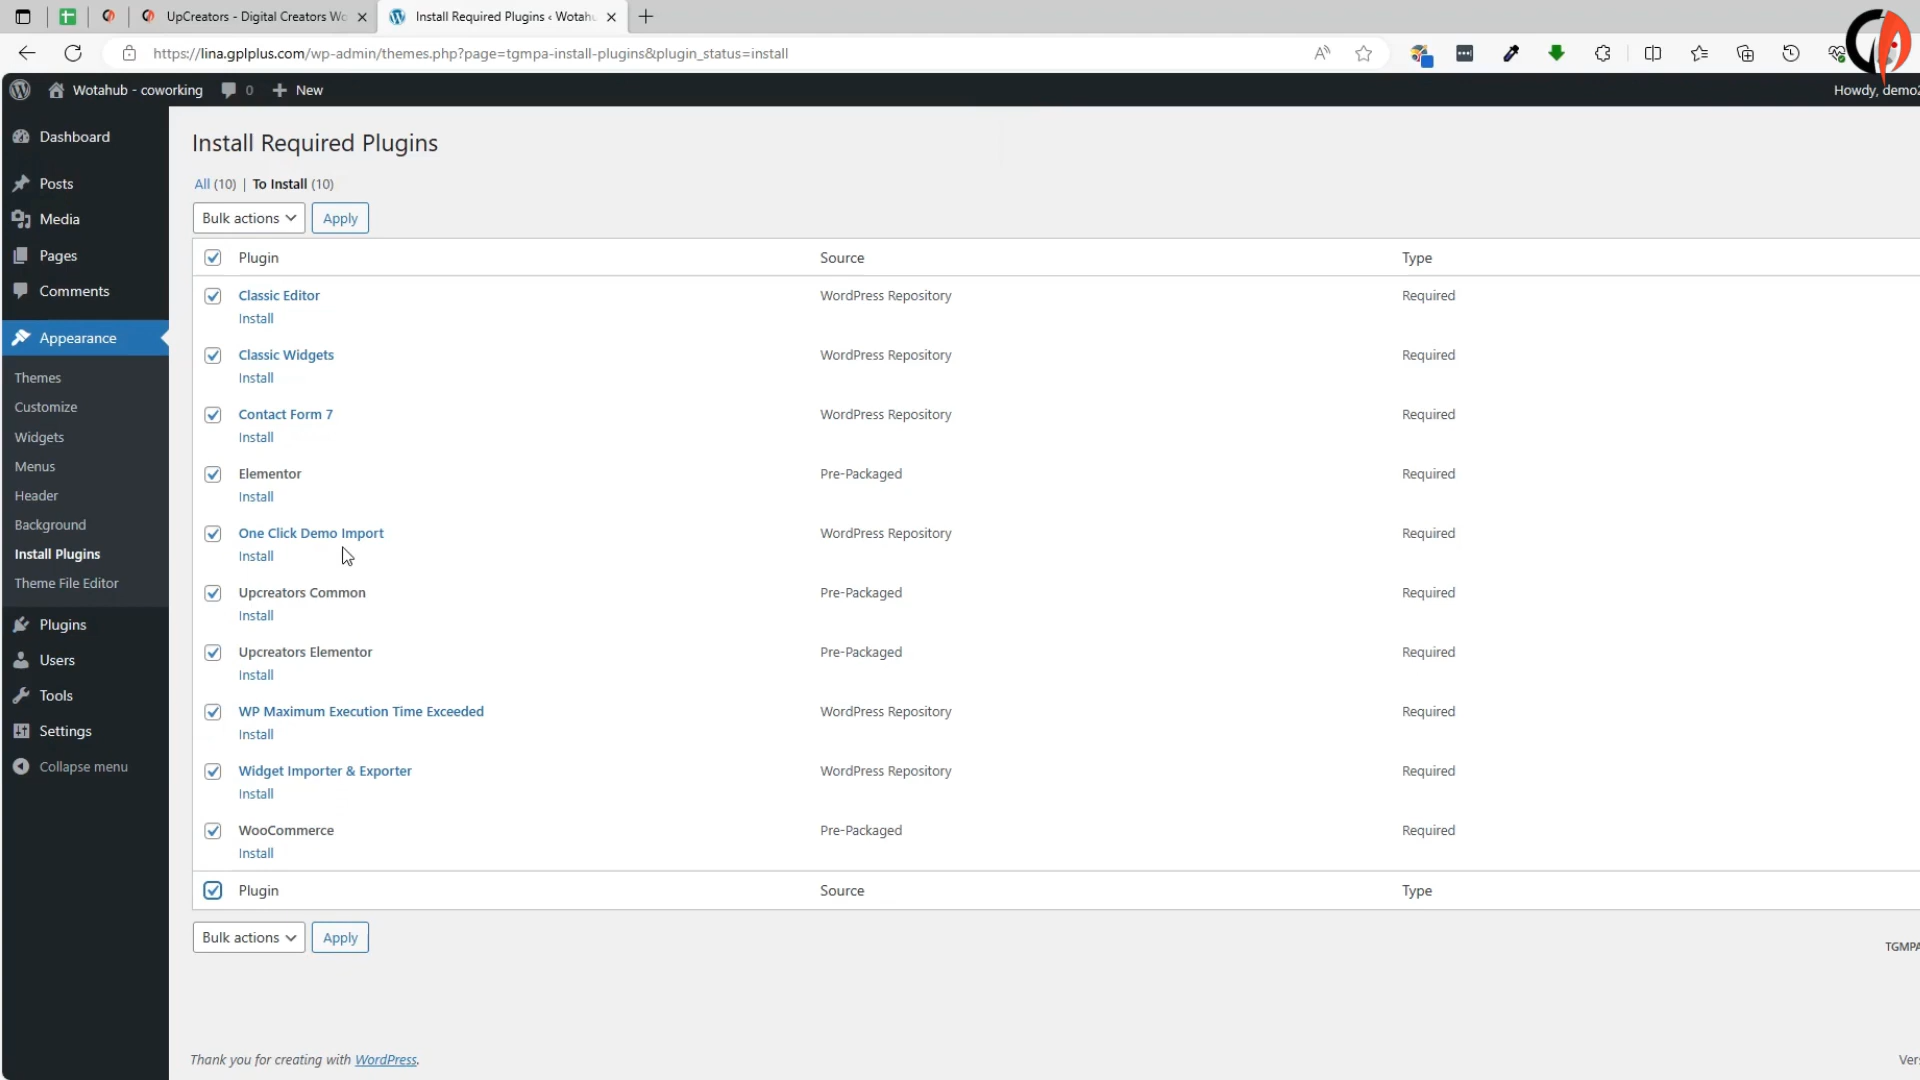 UpCreators - Digital Creators Wo
Install Required Plugins ‹ Wotahu
https://lina.gplplus.com/wp-admin/themes.php?page=tgmpa-install-plugins&plugin_status=install
Wotahub - coworking 0 New
Howdy, demo2
Dashboard
Posts
Media
Pages
Comments
Appearance
Themes
Customize
Widgets
Menus
Header
Background
Install Plugins
Theme File Editor
Plugins
Users
Tools
Settings
Collapse menu
Install Required Plugins
All (10) | To Install (10)
Bulk actions Apply
Plugin Source Type
Classic Editor WordPress Repository Required
Install
Classic Widgets WordPress Repository Required
Install
Contact Form 7 WordPress Repository Required
Install
Elementor Pre-Packaged Required
Install
One Click Demo Import WordPress Repository Required
Install
Upcreators Common Pre-Packaged Required
Install
Upcreators Elementor Pre-Packaged Required
Install
WP Maximum Execution Time Exceeded WordPress Repository Required
Install
Widget Importer & Exporter WordPress Repository Required
Install
WooCommerce Pre-Packaged Required
Install
Plugin Source Type
Bulk actions Apply
TGMPA
Thank you for creating with WordPress.
Ver